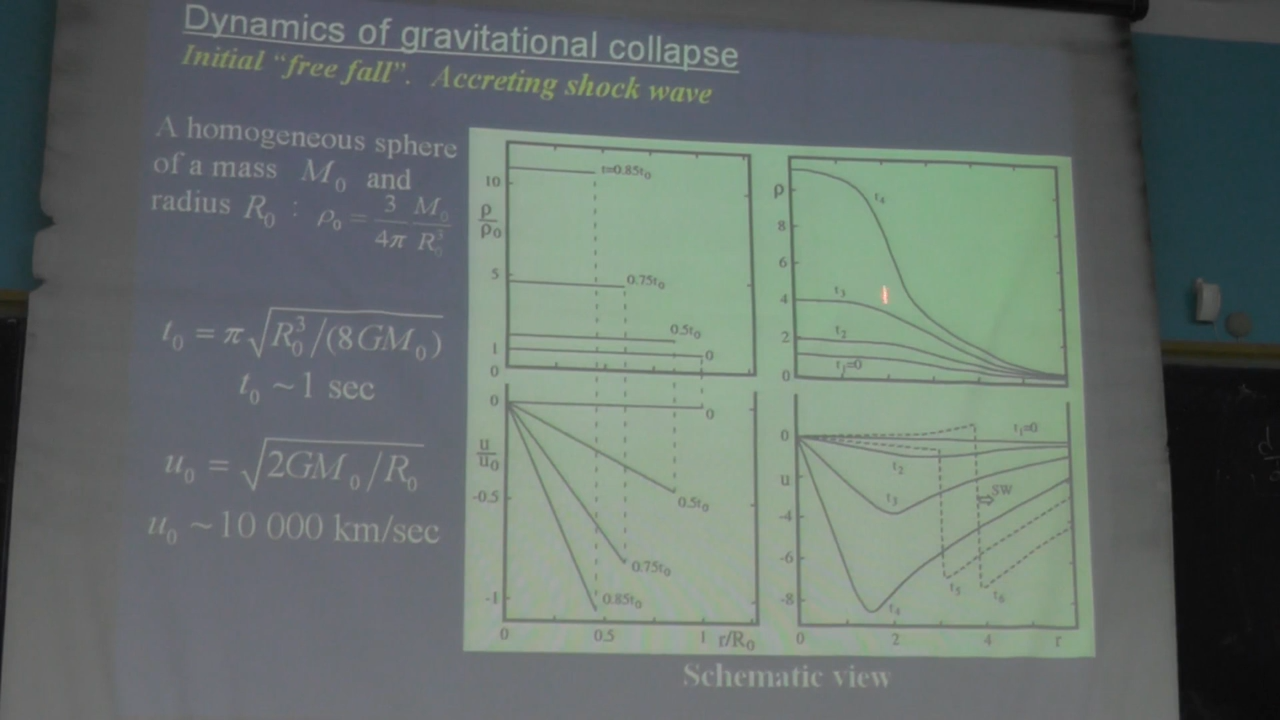 Dynamics of gravitational collapse
Initial “free fall”. Accreting shock wave
A homogeneous sphere
of a mass M₀ and
radius R₀ : ρ₀ = 3/4π M₀/R₀³
t₀ = π√R₀³/(8GM₀)
t₀ ~ 1 sec
u₀ = √2GM₀/R₀
u₀ ~ 10 000 km/sec
10
ρ/ρ₀
5
1
0
t=0.85t₀
0.75t₀
0.5t₀
0
ρ
8
6
4
2
0
t₄
t₃
t₂
t₁=0
0
u/u₀
-0.5
-1
0
0.5t₀
0.75t₀
0.85t₀
0 0.5 1 r/R₀
0
u
-4
-6
-8
t₁=0
t₂
t₃
SW
t₅
t₆
t₄
0 2 4 r
Schematic view